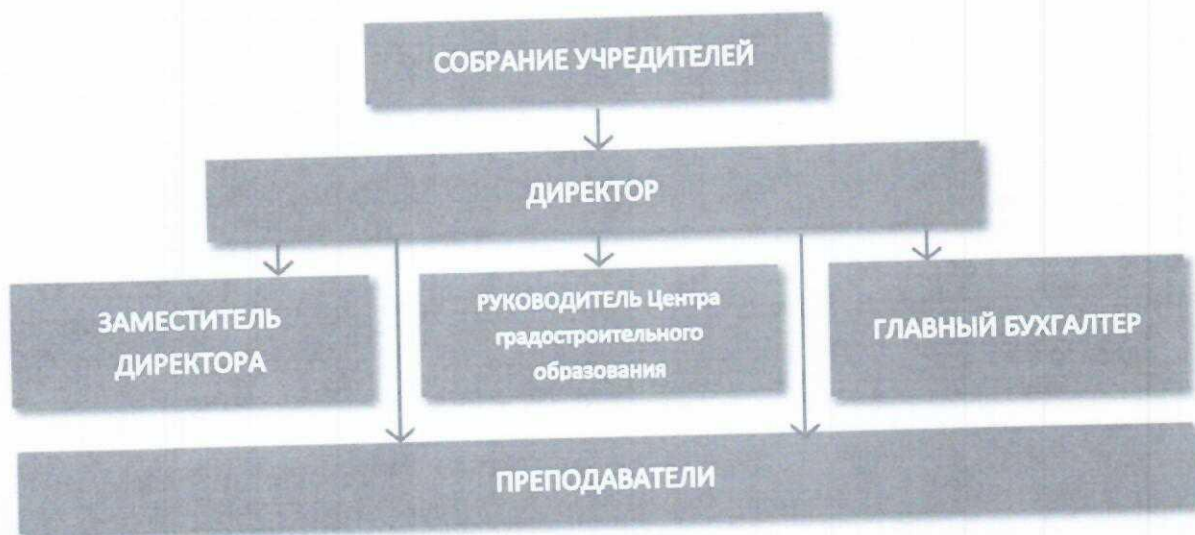 СОБРАНИЕ УЧРЕДИТЕЛЕЙ
ДИРЕКТОР
ЗАМЕСТИТЕЛЬ
ДИРЕКТОРА
РУКОВОДИТЕЛЬ Центра
градостроительного
образования
ГЛАВНЫЙ БУХГАЛТЕР
ПРЕПОДАВАТЕЛИ